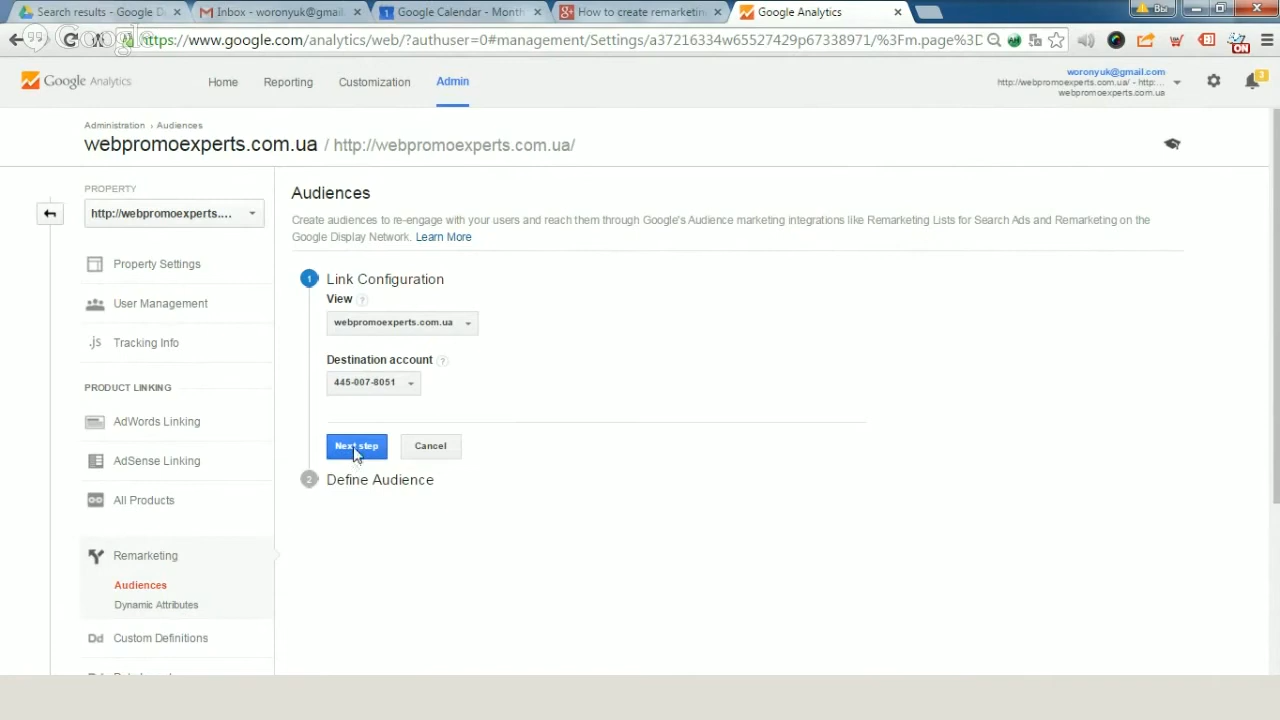 Search results - Google D
Inbox - woronyuk@gmail.
Google Calendar - Month
How to create remarketin
Google Analytics
https://www.google.com/analytics/web/?authuser=0#management/Settings/a37216334w65527429p67338971/%3Fm.page%3D
ON
Google Analytics
Home
Reporting
Customization
Admin
woronyuk@gmail.com
http://webpromoexperts.com.ua/ - http:...
webpromoexperts.com.ua
3
Administration › Audiences
webpromoexperts.com.ua / http://webpromoexperts.com.ua/
PROPERTY
http://webpromoexperts....
Property Settings
User Management
.js Tracking Info
PRODUCT LINKING
AdWords Linking
AdSense Linking
All Products
Remarketing
Audiences
Dynamic Attributes
Dd Custom Definitions
Audiences
Create audiences to re-engage with your users and reach them through Google's Audience marketing integrations like Remarketing Lists for Search Ads and Remarketing on the
Google Display Network. Learn More
1 Link Configuration
View ?
webpromoexperts.com.ua
Destination account ?
445-007-8051
Next step
Cancel
2 Define Audience